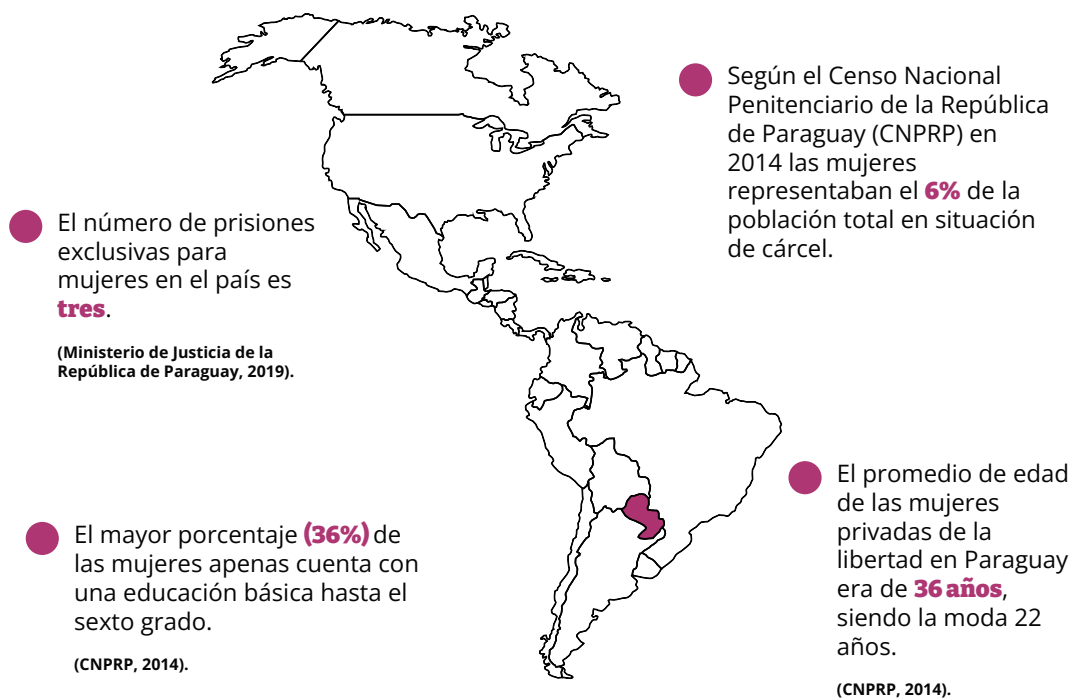 Según el Censo Nacional
Penitenciario de la República
de Paraguay (CNPRP) en
2014 las mujeres
representaban el 6% de la
población total en situación
de cárcel.
El número de prisiones
exclusivas para
mujeres en el país es
tres.
(Ministerio de Justicia de la
República de Paraguay, 2019).
El promedio de edad
de las mujeres
privadas de la
libertad en Paraguay
era de 36 años,
siendo la moda 22
años.
(CNPRP, 2014).
El mayor porcentaje (36%) de
las mujeres apenas cuenta con
una educación básica hasta el
sexto grado.
(CNPRP, 2014).